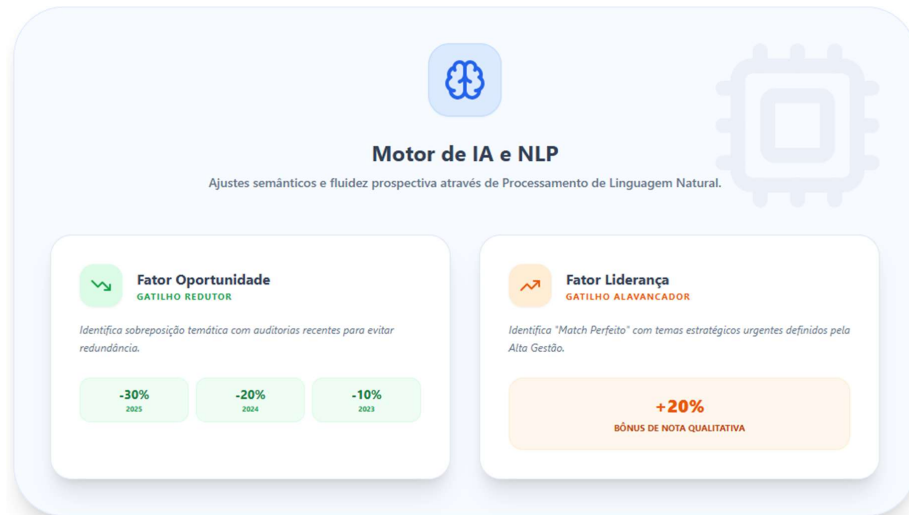 Motor de IA e NLP
Ajustes semânticos e fluidez prospectiva através de Processamento de Linguagem Natural.
Fator Oportunidade
GATILHO REDUTOR
Identifica sobreposição temática com auditorias recentes para evitar
redundância.
-30%
2025
-20%
2024
-10%
2023
Fator Liderança
GATILHO ALAVANCADOR
Identifica "Match Perfeito" com temas estratégicos urgentes definidos pela
Alta Gestão.
+20%
BÔNUS DE NOTA QUALITATIVA